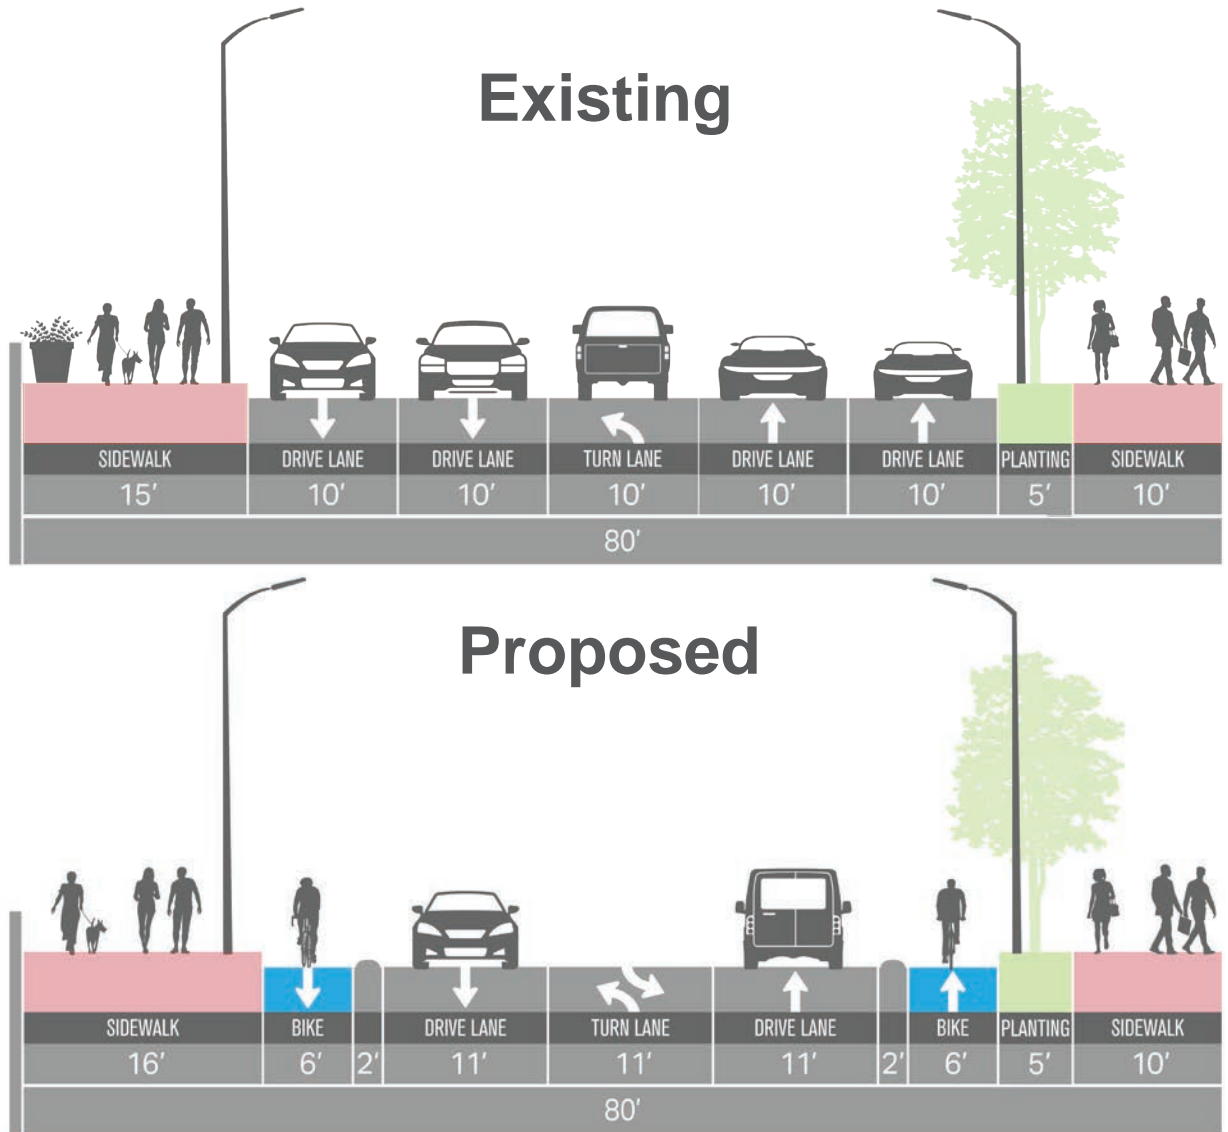 Existing
SIDEWALK DRIVE LANE DRIVE LANE TURN LANE DRIVE LANE DRIVE LANE PLANTING SIDEWALK
15' 10' 10' 10' 10' 10' 5' 10'
80'
Proposed
SIDEWALK BIKE DRIVE LANE TURN LANE DRIVE LANE BIKE PLANTING SIDEWALK
16' 6' 2' 11' 11' 11' 2' 6' 5' 10'
80'